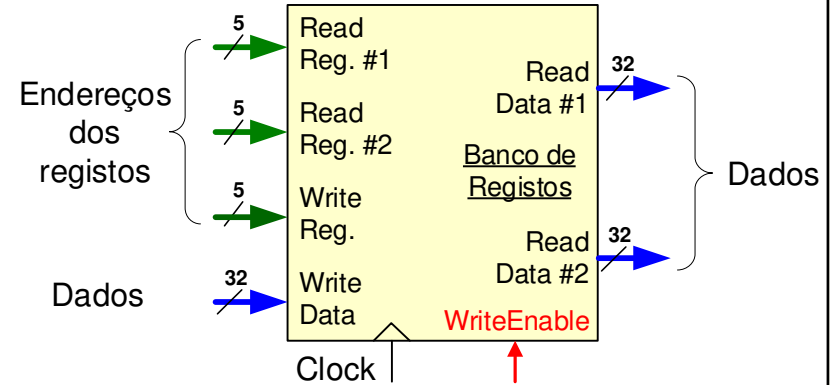 Endereços
dos
registos
Dados
5
5
5
32
Read
Reg. #1
Read
Reg. #2
Write
Reg.
Write
Data
Read
Data #1
Banco de
Registos
Read
Data #2
WriteEnable
Clock
32
32
Dados